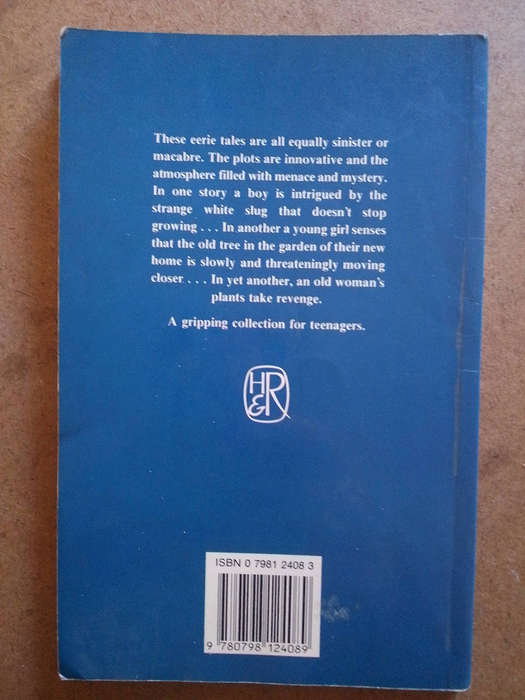 These eerie tales are all equally sinister or
macabre. The plots are innovative and the
atmosphere filled with menace and mystery.
In one story a boy is intrigued by the
strange white slug that doesn't stop
growing . . . In another a young girl senses
that the old tree in the garden of their new
home is slowly and threateningly moving
closer . . . In yet another, an old woman's
plants take revenge.
A gripping collection for teenagers.
H&R
ISBN 0 7981 2408 3
9 780798 124089